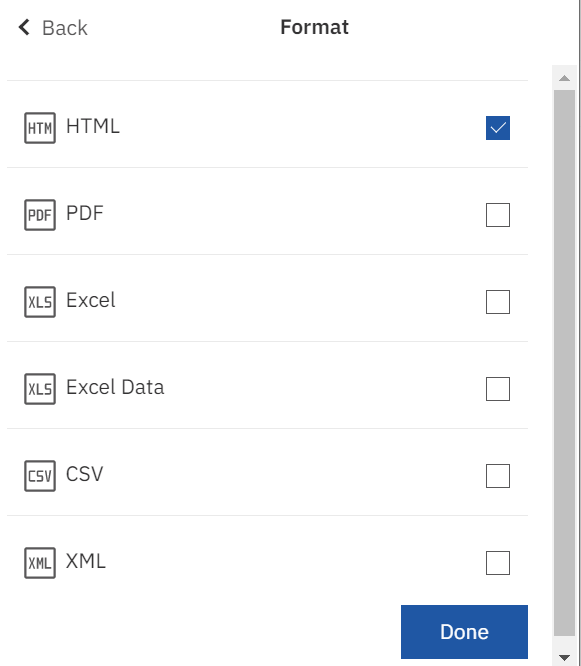 Back
Format
HTM HTML
PDF PDF
XLS Excel
XLS Excel Data
CSV CSV
XML XML
Done